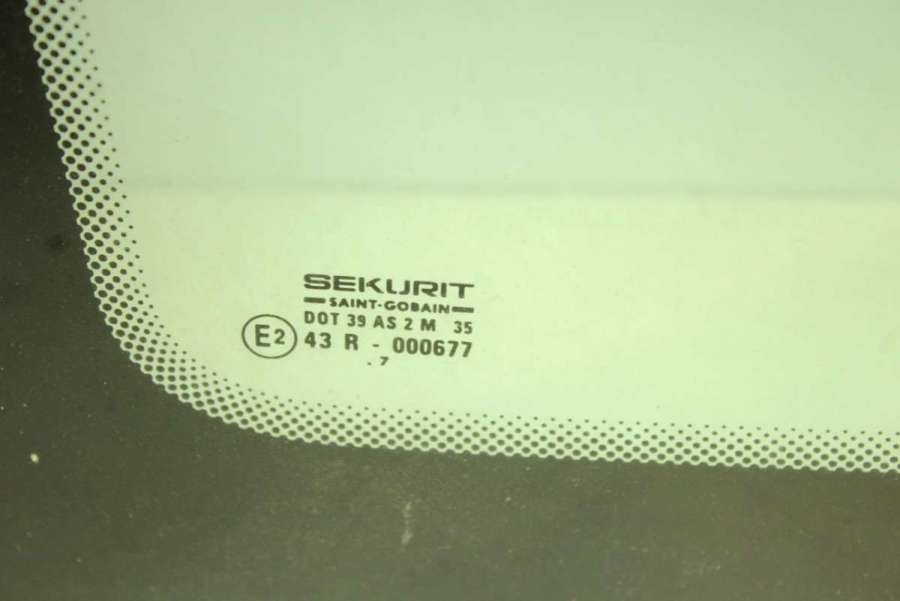 SEKURIT
SAINT-GOBAIN
DOT 39 AS 2 M 35
E2 43 R - 000677
. 7